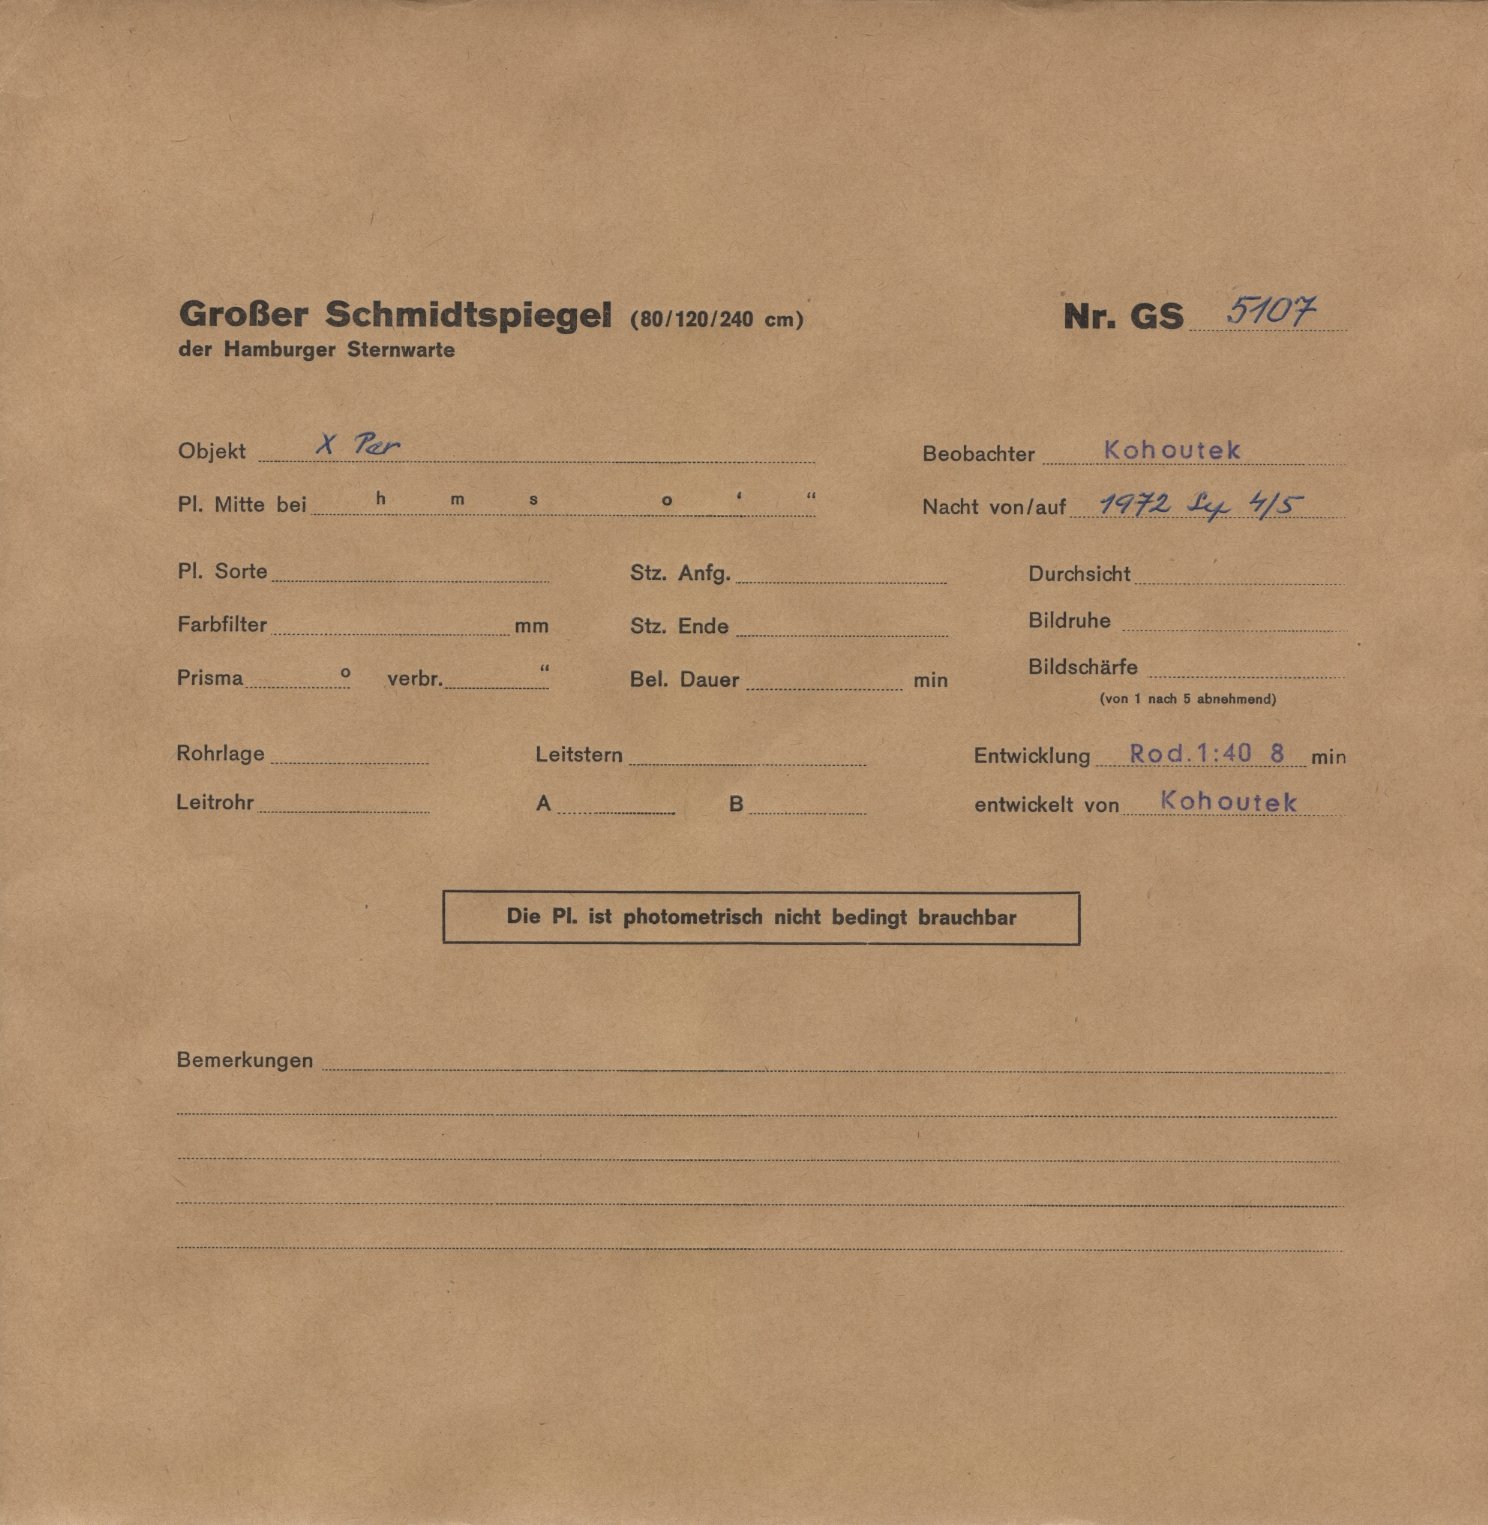 Großer Schmidtspiegel (80/120/240 cm) Nr. GS 5107
der Hamburger Sternwarte
Objekt X Per Beobachter Kohoutek
Pl. Mitte bei h m s o ‘ “ Nacht von/auf 1972 Sep 4/5
Pl. Sorte Stz. Anfg. Durchsicht
Farbfilter mm Stz. Ende Bildruhe
Prisma o verbr. “ Bel. Dauer min Bildschärfe
(von 1 nach 5 abnehmend)
Rohrlage Leitstern Entwicklung Rod.1:40 8 min
Leitrohr A B entwickelt von Kohoutek
Die Pl. ist photometrisch nicht bedingt brauchbar
Bemerkungen